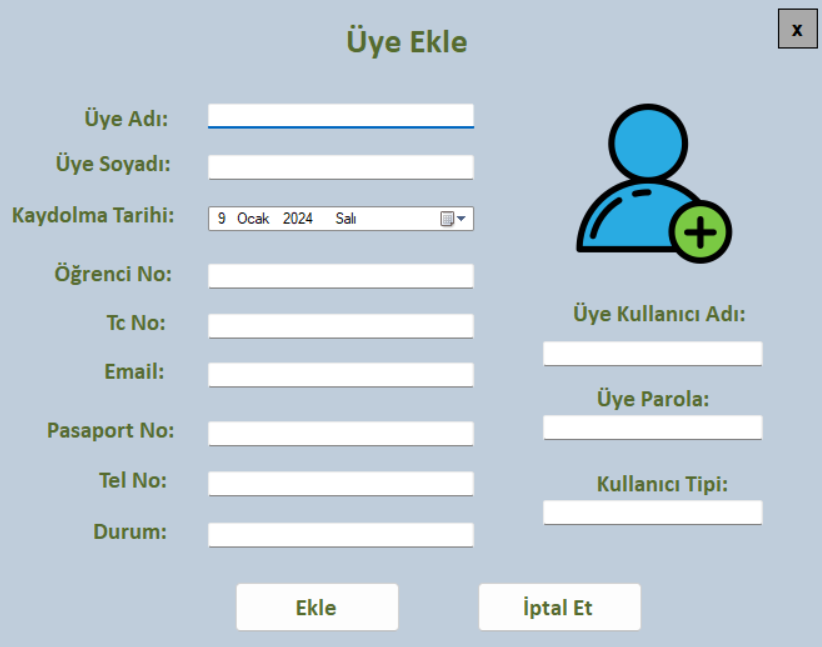 Üye Ekle
x
Üye Adı:
Üye Soyadı:
Kaydolma Tarihi:
9 Ocak 2024 Salı
Öğrenci No:
Tc No:
Email:
Pasaport No:
Tel No:
Durum:
Üye Kullanıcı Adı:
Üye Parola:
Kullanıcı Tipi:
Ekle
İptal Et